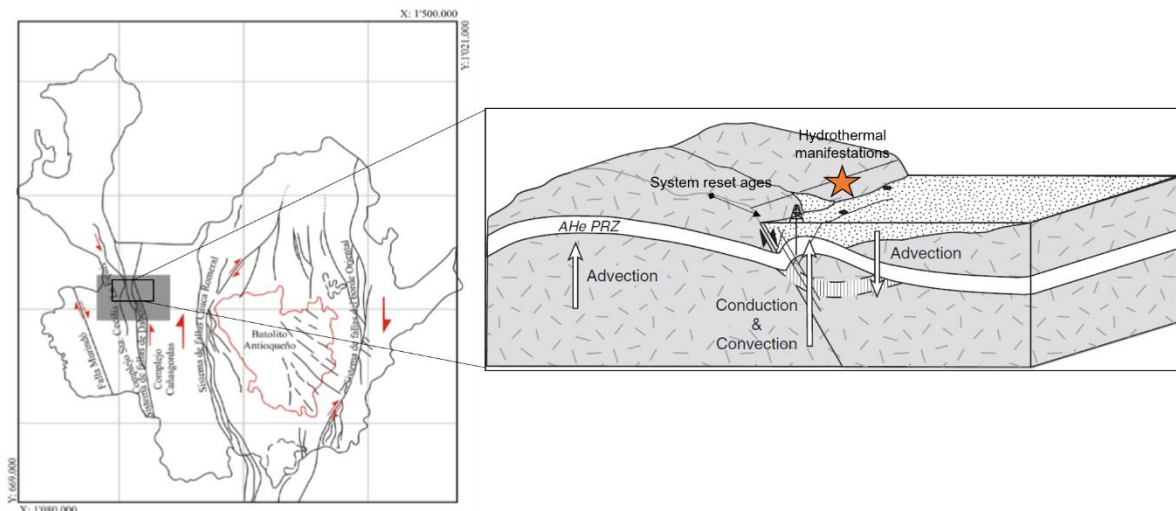 X: 1'500.000
Y:1'021.000
Falla Murindó
Complejo Sta. Cecilia
Sistema de fallas de Dabeiba
Complejo
Cañasgordas
Sistema de fallas Cauca Romeral
Batolito
Antioqueño
Sistema de fallas del borde Oriental
Y: 669.000
X: 1'080.000
Hydrothermal
manifestations
System reset ages
AHe PRZ
Advection
Advection
Conduction
&
Convection